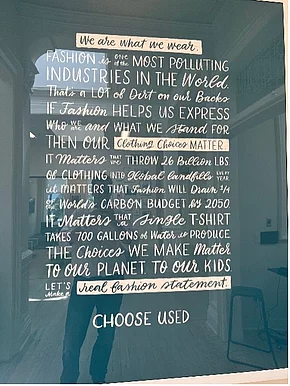 We are what we wear.
FASHION is one of the MOST POLLUTING
INDUSTRIES IN THE World.
That's a LOT of Dirt on our Backs
IF Fashion HELPS US EXPRESS
WHO WE ARE and WHAT WE stand FOR
THEN OUR Clothing Choices MATTER.
IT Matters THAT WE THROW 26 Billion LBS.
OF CLOTHING INTO Global landfills EVERY YEAR
IT MATTERS THAT Fashion WILL Drain 1/4
OF THE World's CARBON BUDGET BY 2050
IT Matters THAT a Single T-SHIRT
TAKES 700 GALLONS of Water to PRODUCE
THE Choices WE MAKE Matter
TO OUR PLANET TO OUR KIDS
LET'S Make a real fashion statement.
CHOOSE USED